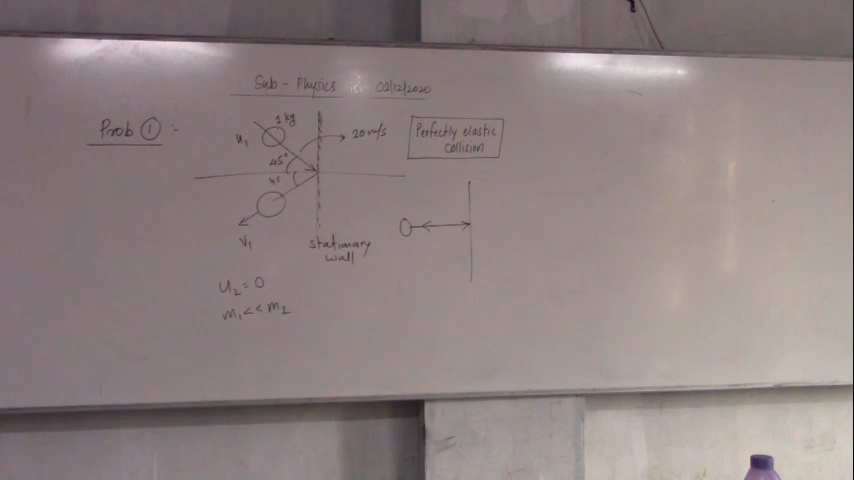 Sub - Physics 02/12/2020
Prob ① :-
1 kg
u₁
20 m/s
45°
45
v₁
stationary
wall
Perfectly elastic
collision
u₂ = 0
m₁ << m₂